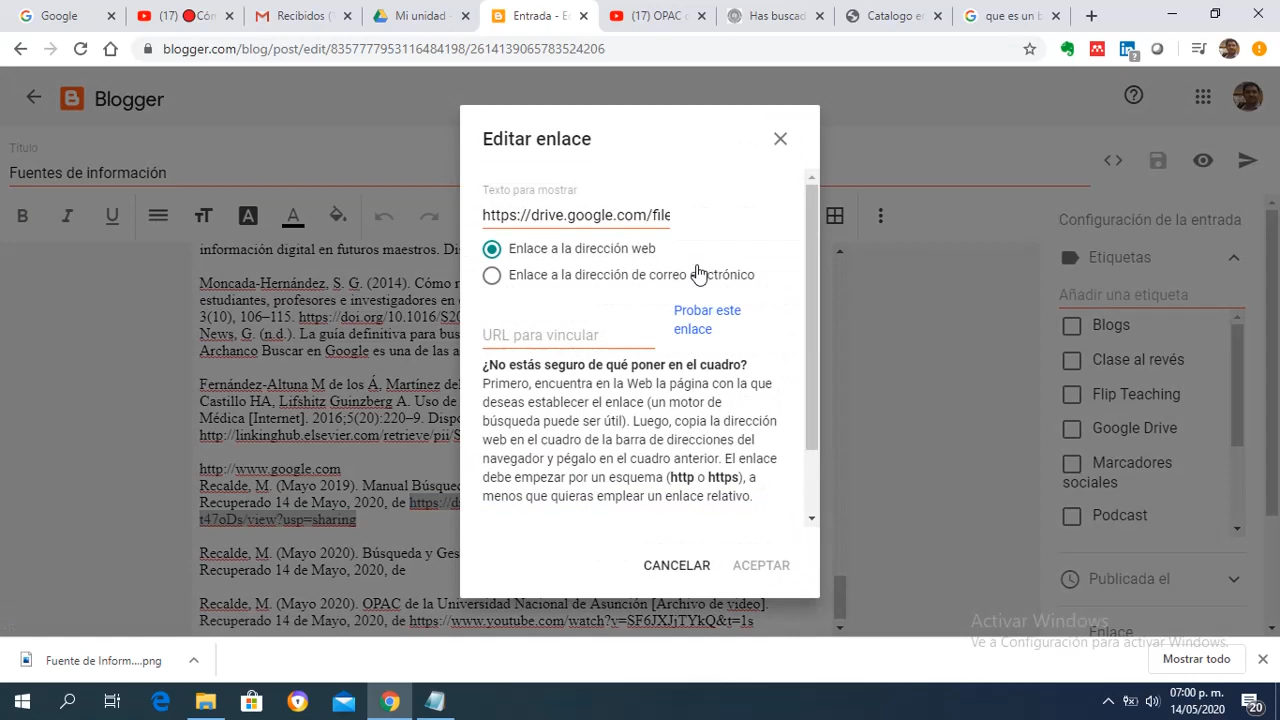 Google
(17) 🔴Cón
Recibidos (
Mi unidad -
Entrada - Ec
(17) OPAC d
Has buscad
Catalogo en
que es un b
blogger.com/blog/post/edit/8357777953116484198/2614139065783524206
Blogger
Título
Fuentes de información
B I U A A
Configuración de la entrada
Etiquetas
Añadir una etiqueta
Blogs
Clase al revés
Flip Teaching
Google Drive
Marcadores
sociales
Podcast
Publicada el
Enlace
información digital en futuros maestros. D
Moncada-Hernández, S. G. (2014). Cómo r
estudiantes, profesores e investigadores en
3(10), 106–115. https://doi.org/10.1016/S20
News, G. (n.d.). La guía definitiva para bus
Archanco Buscar en Google es una de las a
Fernández-Altuna M de los Á, Martínez del
Castillo HA, Lifshitz Guinzberg A. Uso de
Médica [Internet]. 2016;5(20):220–9. Dispo
http://linkinghub.elsevier.com/retrieve/pii/S
http://www.google.com
Recalde, M. (Mayo 2019). Manual Búsque
Recuperado 14 de Mayo, 2020, de https://d
t47oDs/view?usp=sharing
Recalde, M. (Mayo 2020). Búsqueda y Ges
Recuperado 14 de Mayo, 2020, de
Recalde, M. (Mayo 2020). OPAC de la Universidad Nacional de Asunción [Archivo de video].
Recuperado 14 de Mayo, 2020, de https://www.youtube.com/watch?v=SF6JXJjTYkQ&t=1s
Editar enlace
Texto para mostrar
https://drive.google.com/file
Enlace a la dirección web
Enlace a la dirección de correo electrónico
Probar este
enlace
URL para vincular
¿No estás seguro de qué poner en el cuadro?
Primero, encuentra en la Web la página con la que
deseas establecer el enlace (un motor de
búsqueda puede ser útil). Luego, copia la dirección
web en el cuadro de la barra de direcciones del
navegador y pégalo en el cuadro anterior. El enlace
debe empezar por un esquema (http o https), a
menos que quieras emplear un enlace relativo.
CANCELAR ACEPTAR
Activar Windows
Ve a Configuración para activar Windows.
Fuente de Inform....png
Mostrar todo
07:00 p. m.
14/05/2020
20